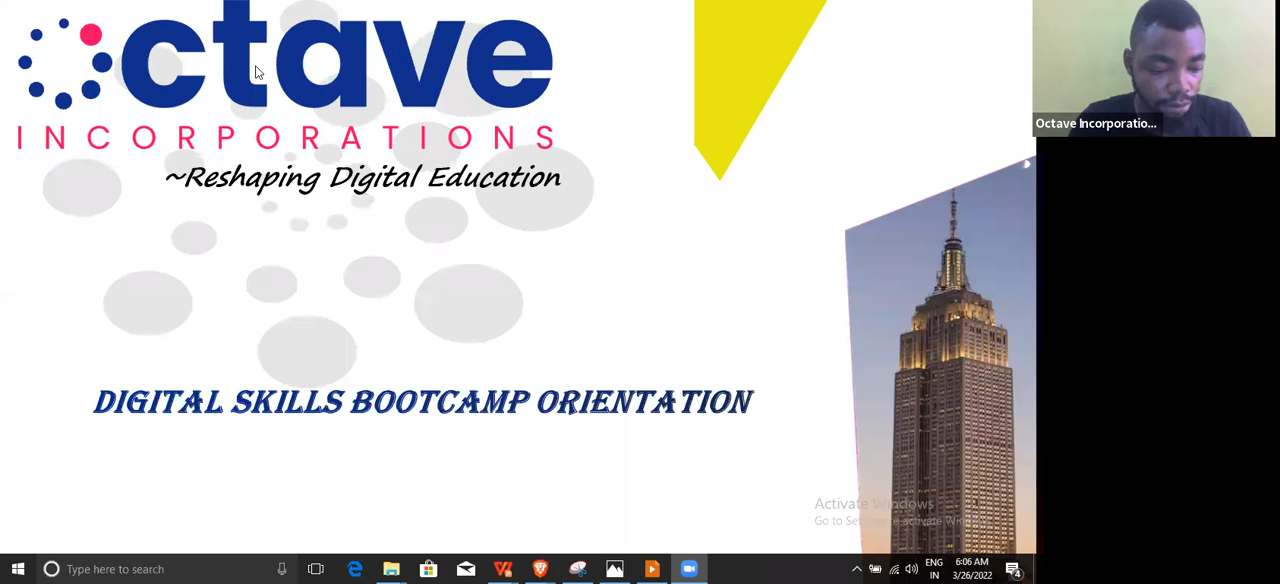 octave
INCORPORATIONS
~Reshaping Digital Education
DIGITAL SKILLS BOOTCAMP ORIENTATION
Octave Incorporatio...
Activate Windows
Type here to search
ENG
IN
6:06 AM
3/26/2022
4